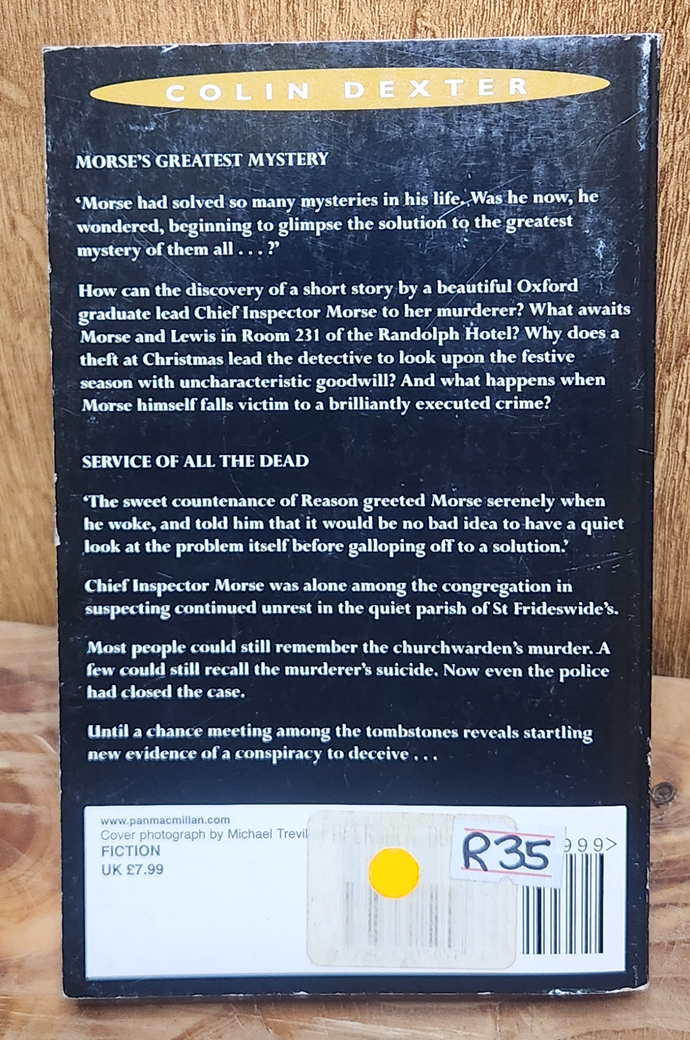 COLIN DEXTER
MORSE'S GREATEST MYSTERY
‘Morse had solved so many mysteries in his life. Was he now, he
wondered, beginning to glimpse the solution to the greatest
mystery of them all . . . ?’
How can the discovery of a short story by a beautiful Oxford
graduate lead Chief Inspector Morse to her murderer? What awaits
Morse and Lewis in Room 231 of the Randolph Hotel? Why does a
theft at Christmas lead the detective to look upon the festive
season with uncharacteristic goodwill? And what happens when
Morse himself falls victim to a brilliantly executed crime?
SERVICE OF ALL THE DEAD
‘The sweet countenance of Reason greeted Morse serenely when
he woke, and told him that it would be no bad idea to have a quiet
look at the problem itself before galloping off to a solution.’
Chief Inspector Morse was alone among the congregation in
suspecting continued unrest in the quiet parish of St Frideswide’s.
Most people could still remember the churchwarden’s murder. A
few could still recall the murderer’s suicide. Now even the police
had closed the case.
Until a chance meeting among the tombstones reveals startling
new evidence of a conspiracy to deceive . . .
www.panmacmillan.com
Cover photograph by Michael Trevil
FICTION
UK £7.99
R35
999>